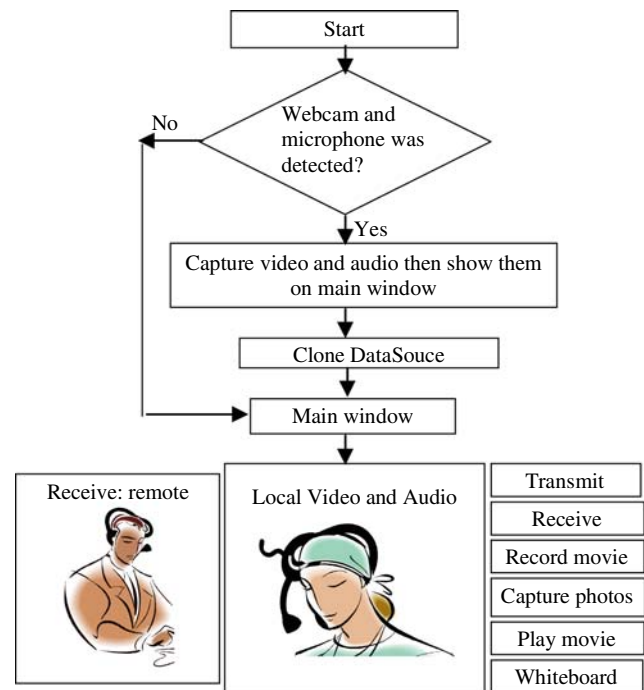 Start
Webcam and
microphone was
detected?
No
Yes
Capture video and audio then show them
on main window
Clone DataSouce
Main window
Receive: remote
Local Video and Audio
Transmit
Receive
Record movie
Capture photos
Play movie
Whiteboard